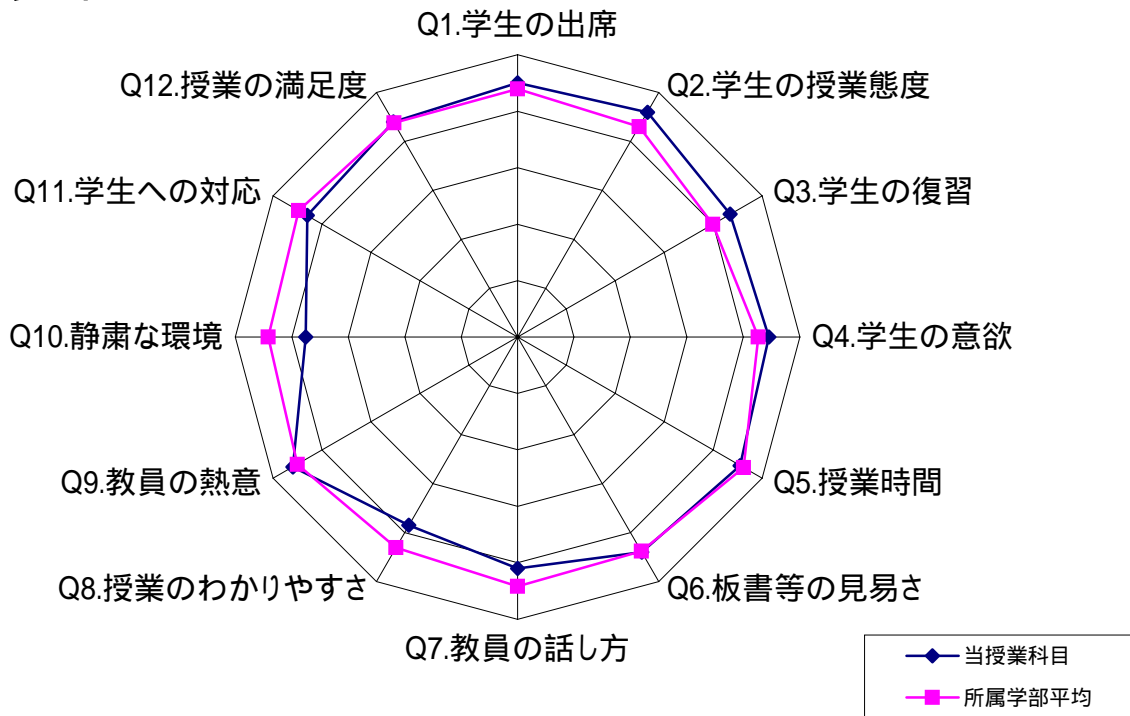 Q1.学生の出席
Q2.学生の授業態度
Q3.学生の復習
Q4.学生の意欲
Q5.授業時間
Q6.板書等の見易さ
Q7.教員の話し方
Q8.授業のわかりやすさ
Q9.教員の熱意
Q10.静粛な環境
Q11.学生への対応
Q12.授業の満足度
当授業科目
所属学部平均